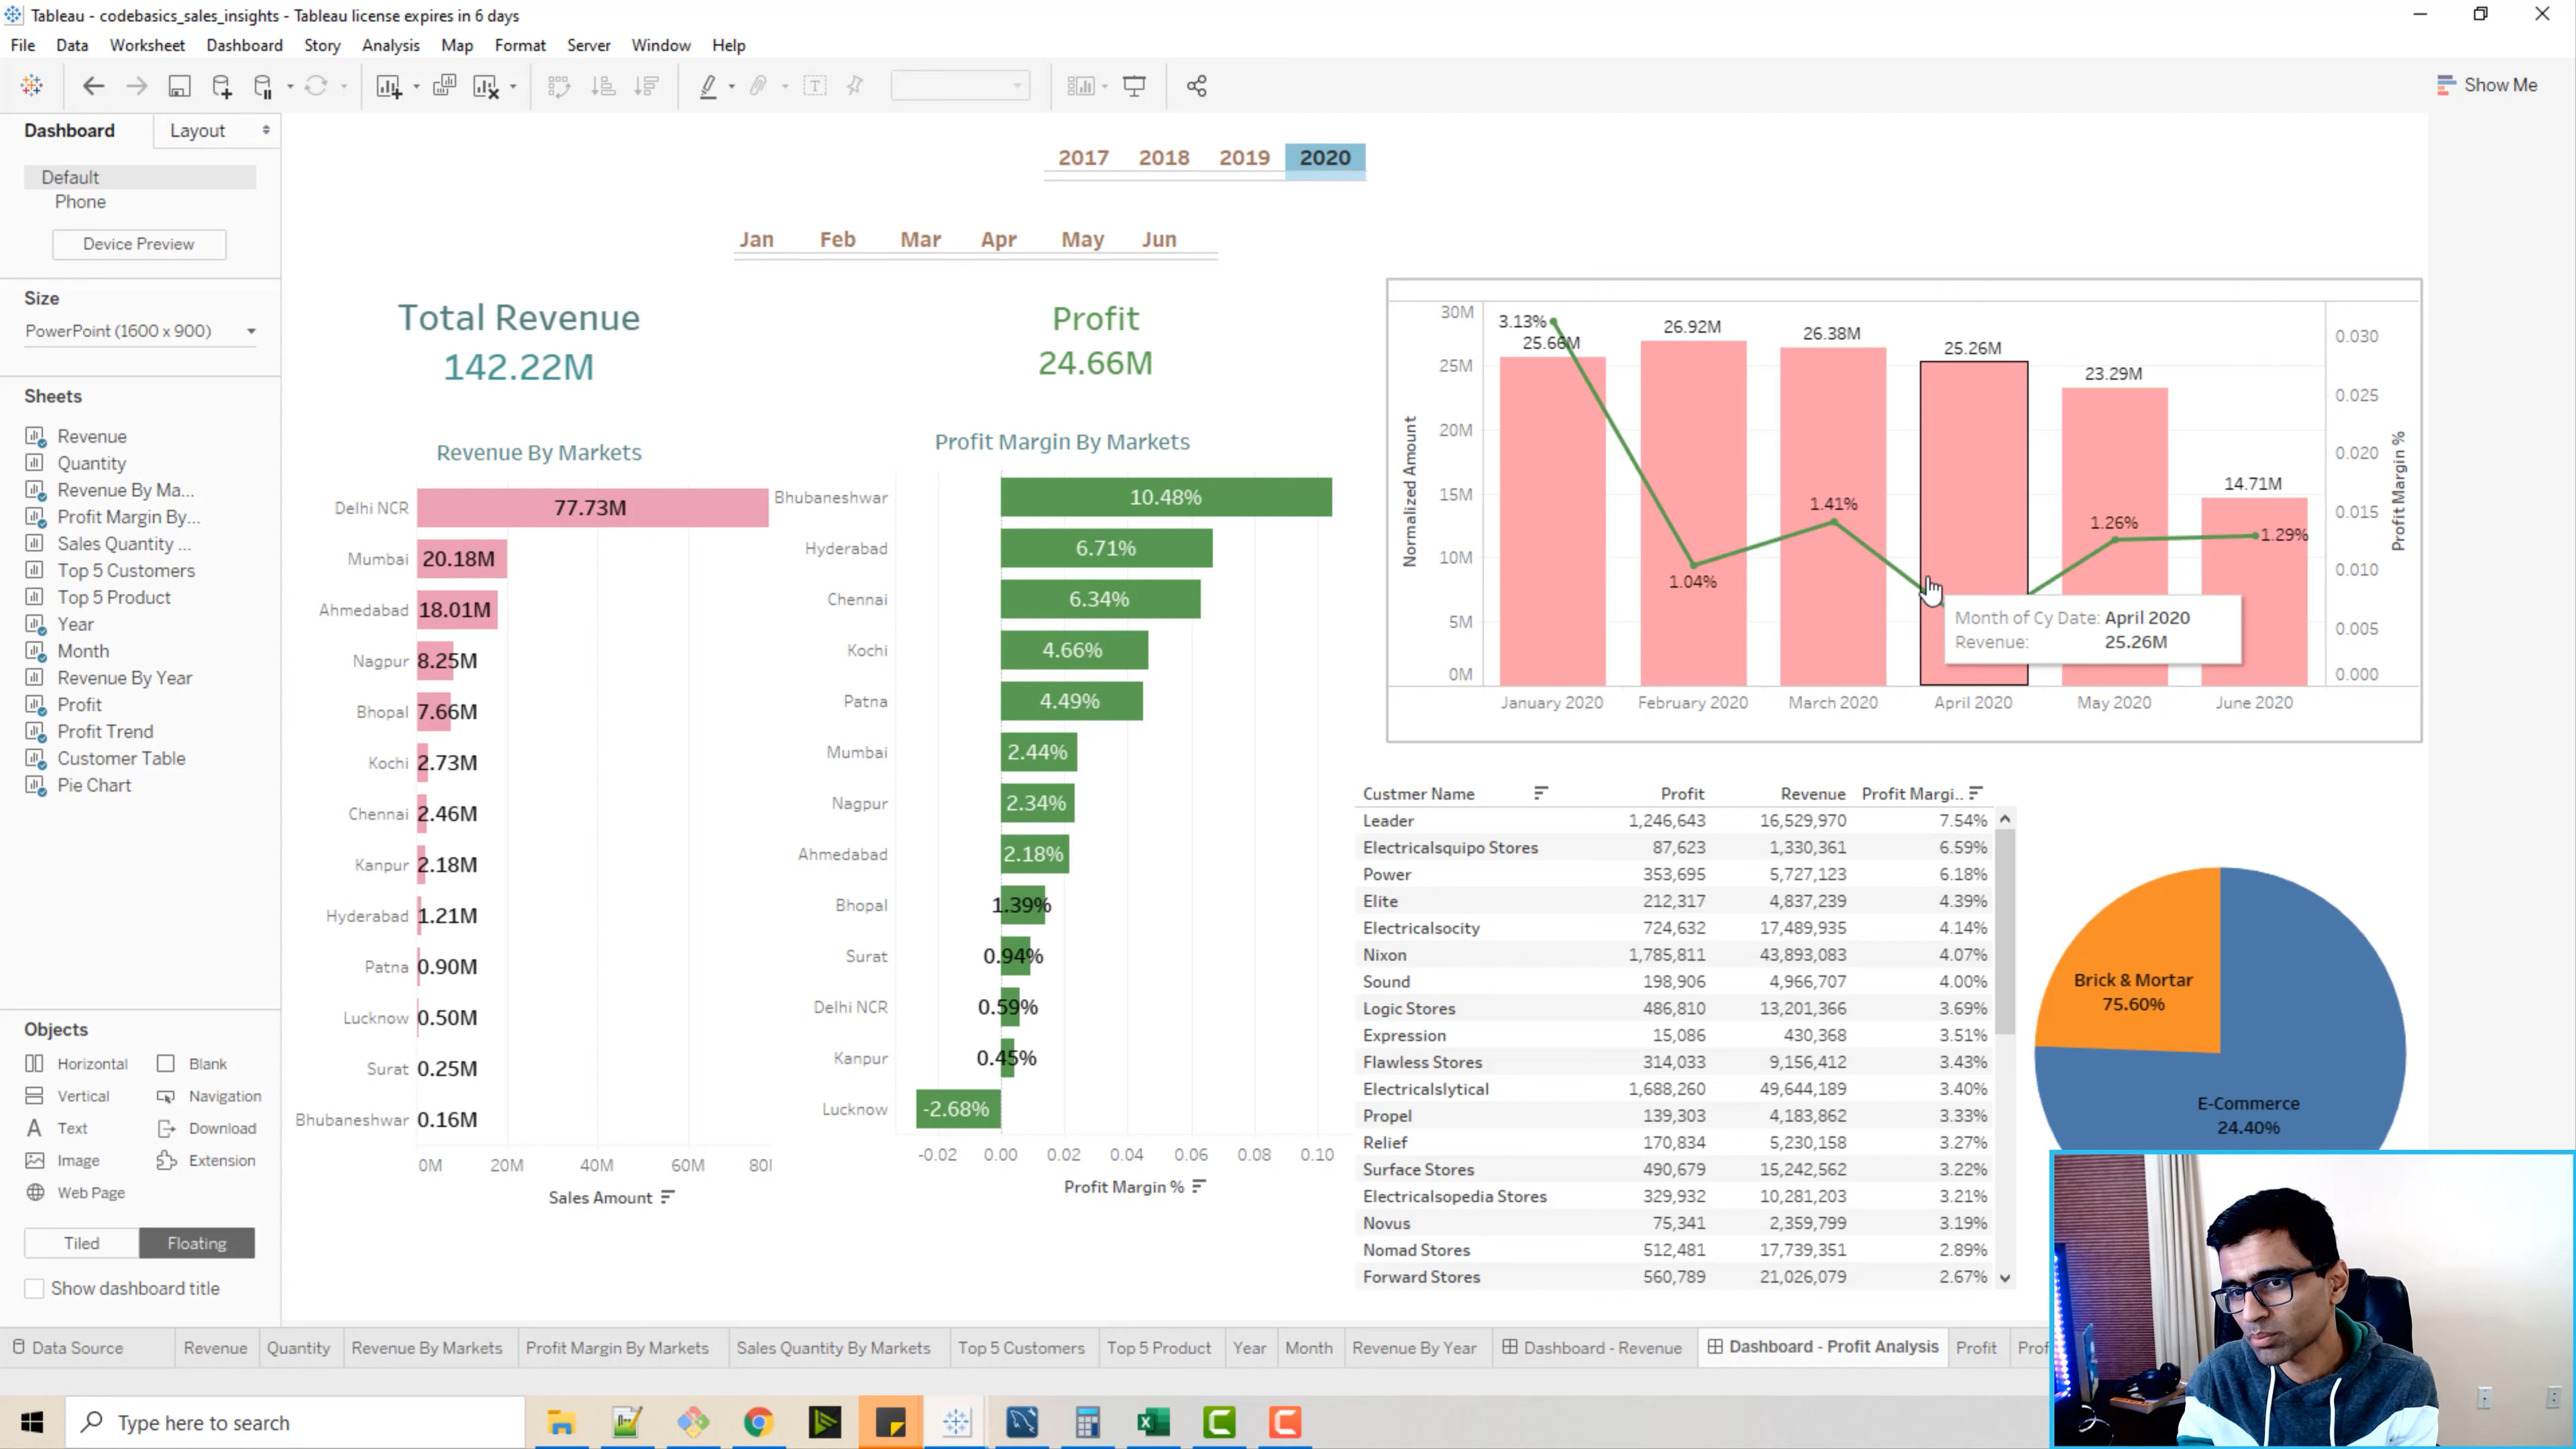 Tableau - codebasics_sales_insights - Tableau license expires in 6 days
File Data Worksheet Dashboard Story Analysis Map Format Server Window Help
Show Me
Dashboard Layout
Default
Phone
Device Preview
Size
PowerPoint (1600 x 900)
Sheets
Revenue
Quantity
Revenue By Ma...
Profit Margin By...
Sales Quantity ...
Top 5 Customers
Top 5 Product
Year
Month
Revenue By Year
Profit
Profit Trend
Customer Table
Pie Chart
Objects
Horizontal Blank
Vertical Navigation
Text Download
Image Extension
Web Page
Tiled Floating
Show dashboard title
2017 2018 2019 2020
Jan Feb Mar Apr May Jun
Total Revenue
142.22M
Profit
24.66M
Revenue By Markets
Delhi NCR 77.73M
Mumbai 20.18M
Ahmedabad 18.01M
Nagpur 8.25M
Bhopal 7.66M
Kochi 2.73M
Chennai 2.46M
Kanpur 2.18M
Hyderabad 1.21M
Patna 0.90M
Lucknow 0.50M
Surat 0.25M
Bhubaneshwar 0.16M
0M 20M 40M 60M
Sales Amount
Profit Margin By Markets
Bhubaneshwar 10.48%
Hyderabad 6.71%
Chennai 6.34%
Kochi 4.66%
Patna 4.49%
Mumbai 2.44%
Nagpur 2.34%
Ahmedabad 2.18%
Bhopal 1.39%
Surat 0.94%
Delhi NCR 0.59%
Kanpur 0.45%
Lucknow -2.68%
-0.02 0.00 0.02 0.04 0.06 0.08 0.10
Profit Margin %
Normalized Amount
30M
25M
20M
15M
10M
5M
0M
3.13%
25.66M
26.92M
26.38M
25.26M
23.29M
14.71M
1.04%
1.41%
1.26%
1.29%
0.030
0.025
0.020
0.015
0.010
0.005
0.000
Profit Margin %
Month of Cy Date: April 2020
Revenue: 25.26M
January 2020 February 2020 March 2020 April 2020 May 2020 June 2020
Custmer Name Profit Revenue Profit Margi..
Leader 1,246,643 16,529,970 7.54%
Electricalsquipo Stores 87,623 1,330,361 6.59%
Power 353,695 5,727,123 6.18%
Elite 212,317 4,837,239 4.39%
Electricalsocity 724,632 17,489,935 4.14%
Nixon 1,785,811 43,893,083 4.07%
Sound 198,906 4,966,707 4.00%
Logic Stores 486,810 13,201,366 3.69%
Expression 15,086 430,368 3.51%
Flawless Stores 314,033 9,156,412 3.43%
Electricalslytical 1,688,260 49,644,189 3.40%
Propel 139,303 4,183,862 3.33%
Relief 170,834 5,230,158 3.27%
Surface Stores 490,679 15,242,562 3.22%
Electricalsopedia Stores 329,932 10,281,203 3.21%
Novus 75,341 2,359,799 3.19%
Nomad Stores 512,481 17,739,351 2.89%
Forward Stores 560,789 21,026,079 2.67%
Brick & Mortar
75.60%
E-Commerce
24.40%
Data Source Revenue Quantity Revenue By Markets Profit Margin By Markets Sales Quantity By Markets Top 5 Customers Top 5 Product Year Month Revenue By Year Dashboard - Revenue Dashboard - Profit Analysis Profit
Type here to search